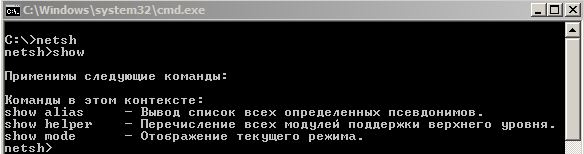 C:\Windows\system32\cmd.exe
C:\>netsh
netsh>show
Применимы следующие команды:
Команды в этом контексте:
show alias - Вывод список всех определенных псевдонимов.
show helper - Перечисление всех модулей поддержки верхнего уровня.
show mode - Отображение текущего режима.
netsh>